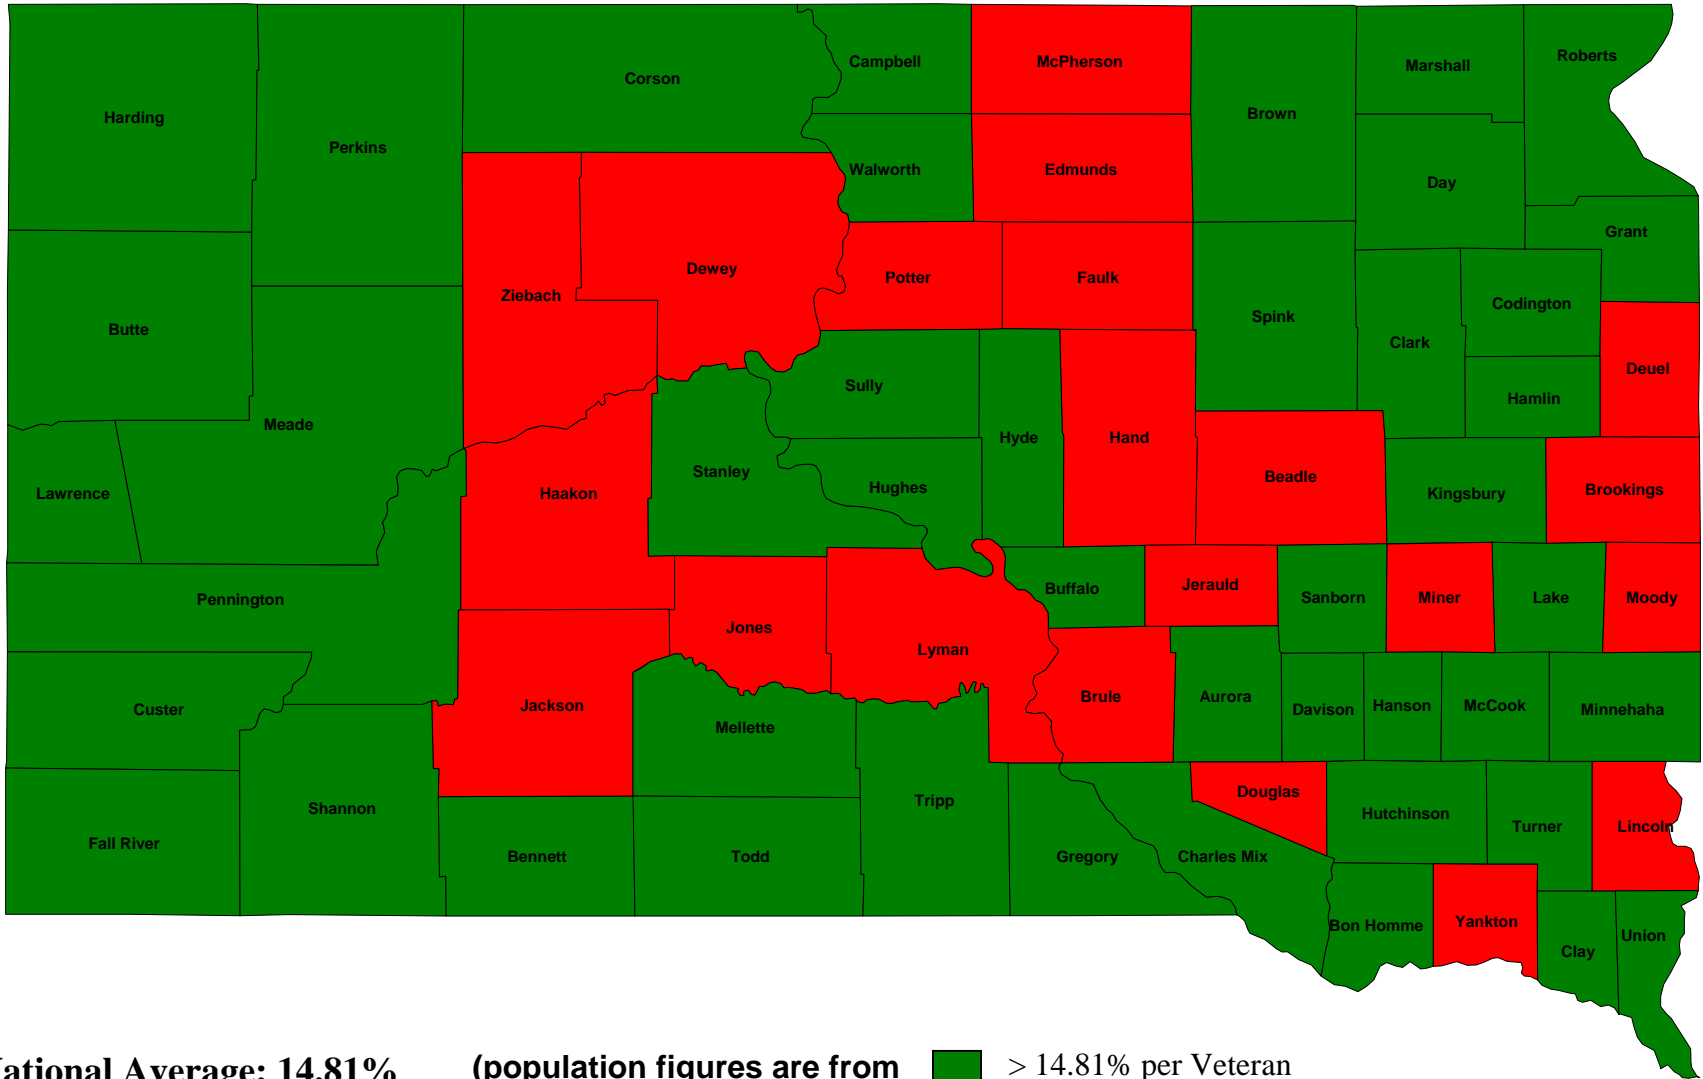 Roberts
Campbell
McPherson
Marshall
Corson
Brown
Harding
Perkins
Walworth
Edmunds
Day
Grant
Dewey
Potter
Faulk
Ziebach
Codington
Spink
Butte
Clark
Deuel
Sully
Hamlin
Meade
Hyde
Hand
Stanley
Beadle
Hughes
Brookings
Lawrence
Haakon
Kingsbury
Buffalo
Jerauld
Pennington
Sanborn
Miner
Lake
Moody
Jones
Lyman
Brule
Aurora
Jackson
Custer
Davison
Hanson
McCook
Minnehaha
Mellette
Douglas
Tripp
Shannon
Hutchinson
Turner
Lincoln
Fall River
Bennett
Todd
Gregory
Charles Mix
Bon Homme
Yankton
Union
Clay
National Average: 14.81%
(population figures are from
> 14.81% per Veteran